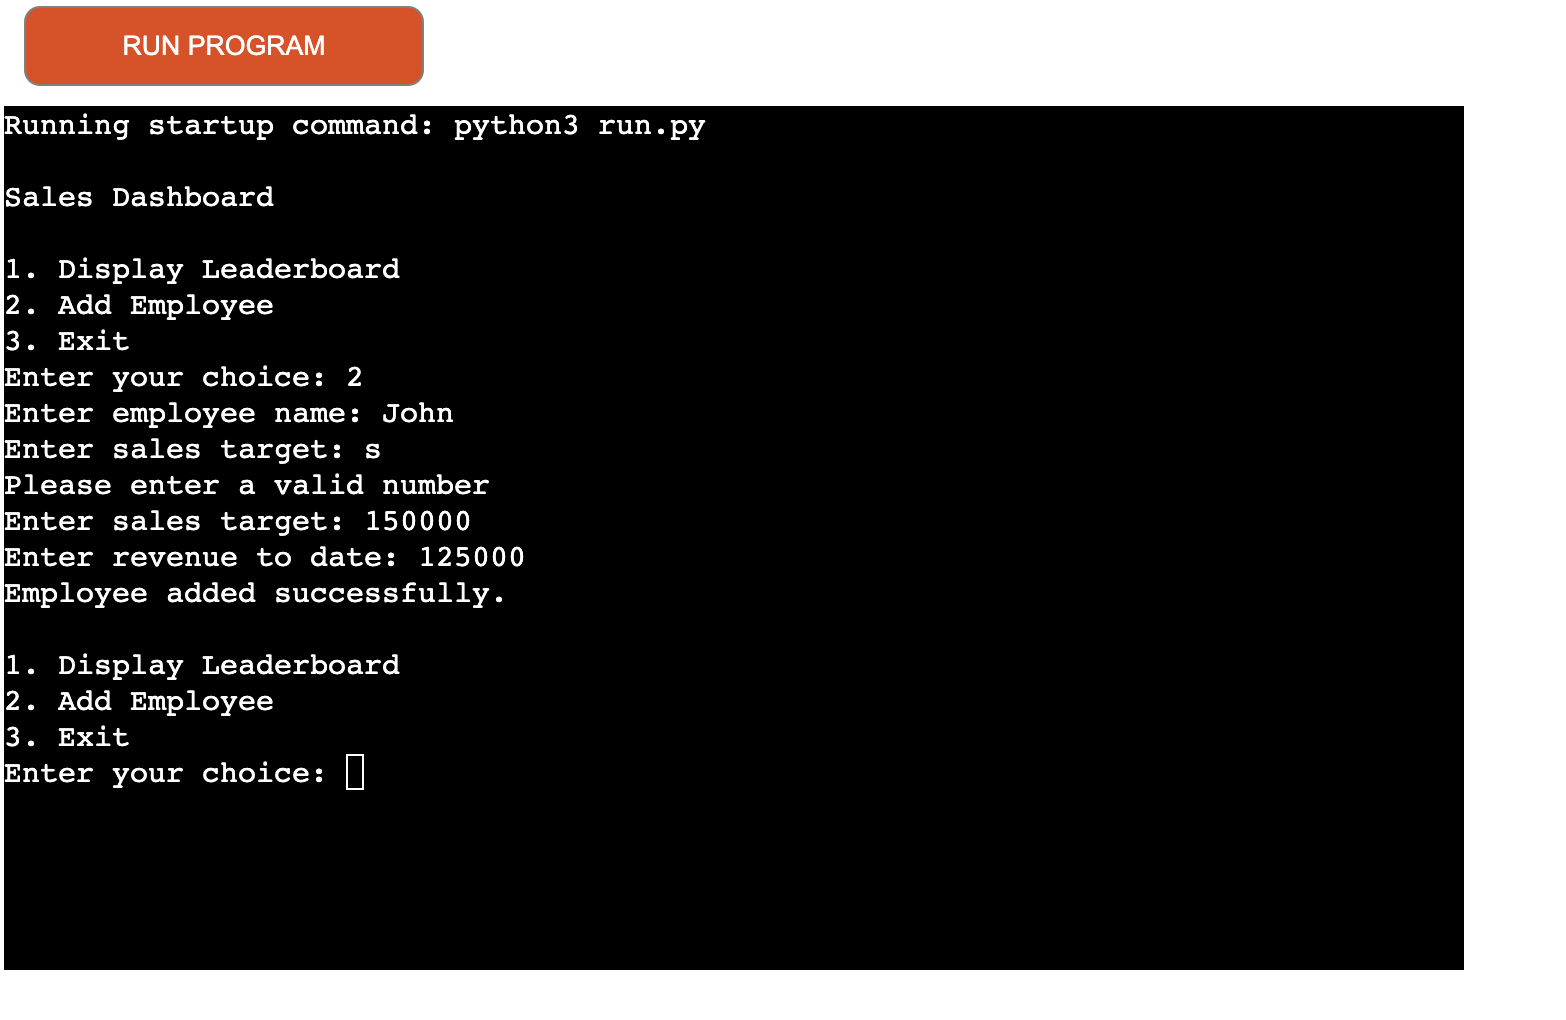 RUN PROGRAM
Running startup command: python3 run.py
Sales Dashboard
1. Display Leaderboard
2. Add Employee
3. Exit
Enter your choice: 2
Enter employee name: John
Enter sales target: s
Please enter a valid number
Enter sales target: 150000
Enter revenue to date: 125000
Employee added successfully.
1. Display Leaderboard
2. Add Employee
3. Exit
Enter your choice: